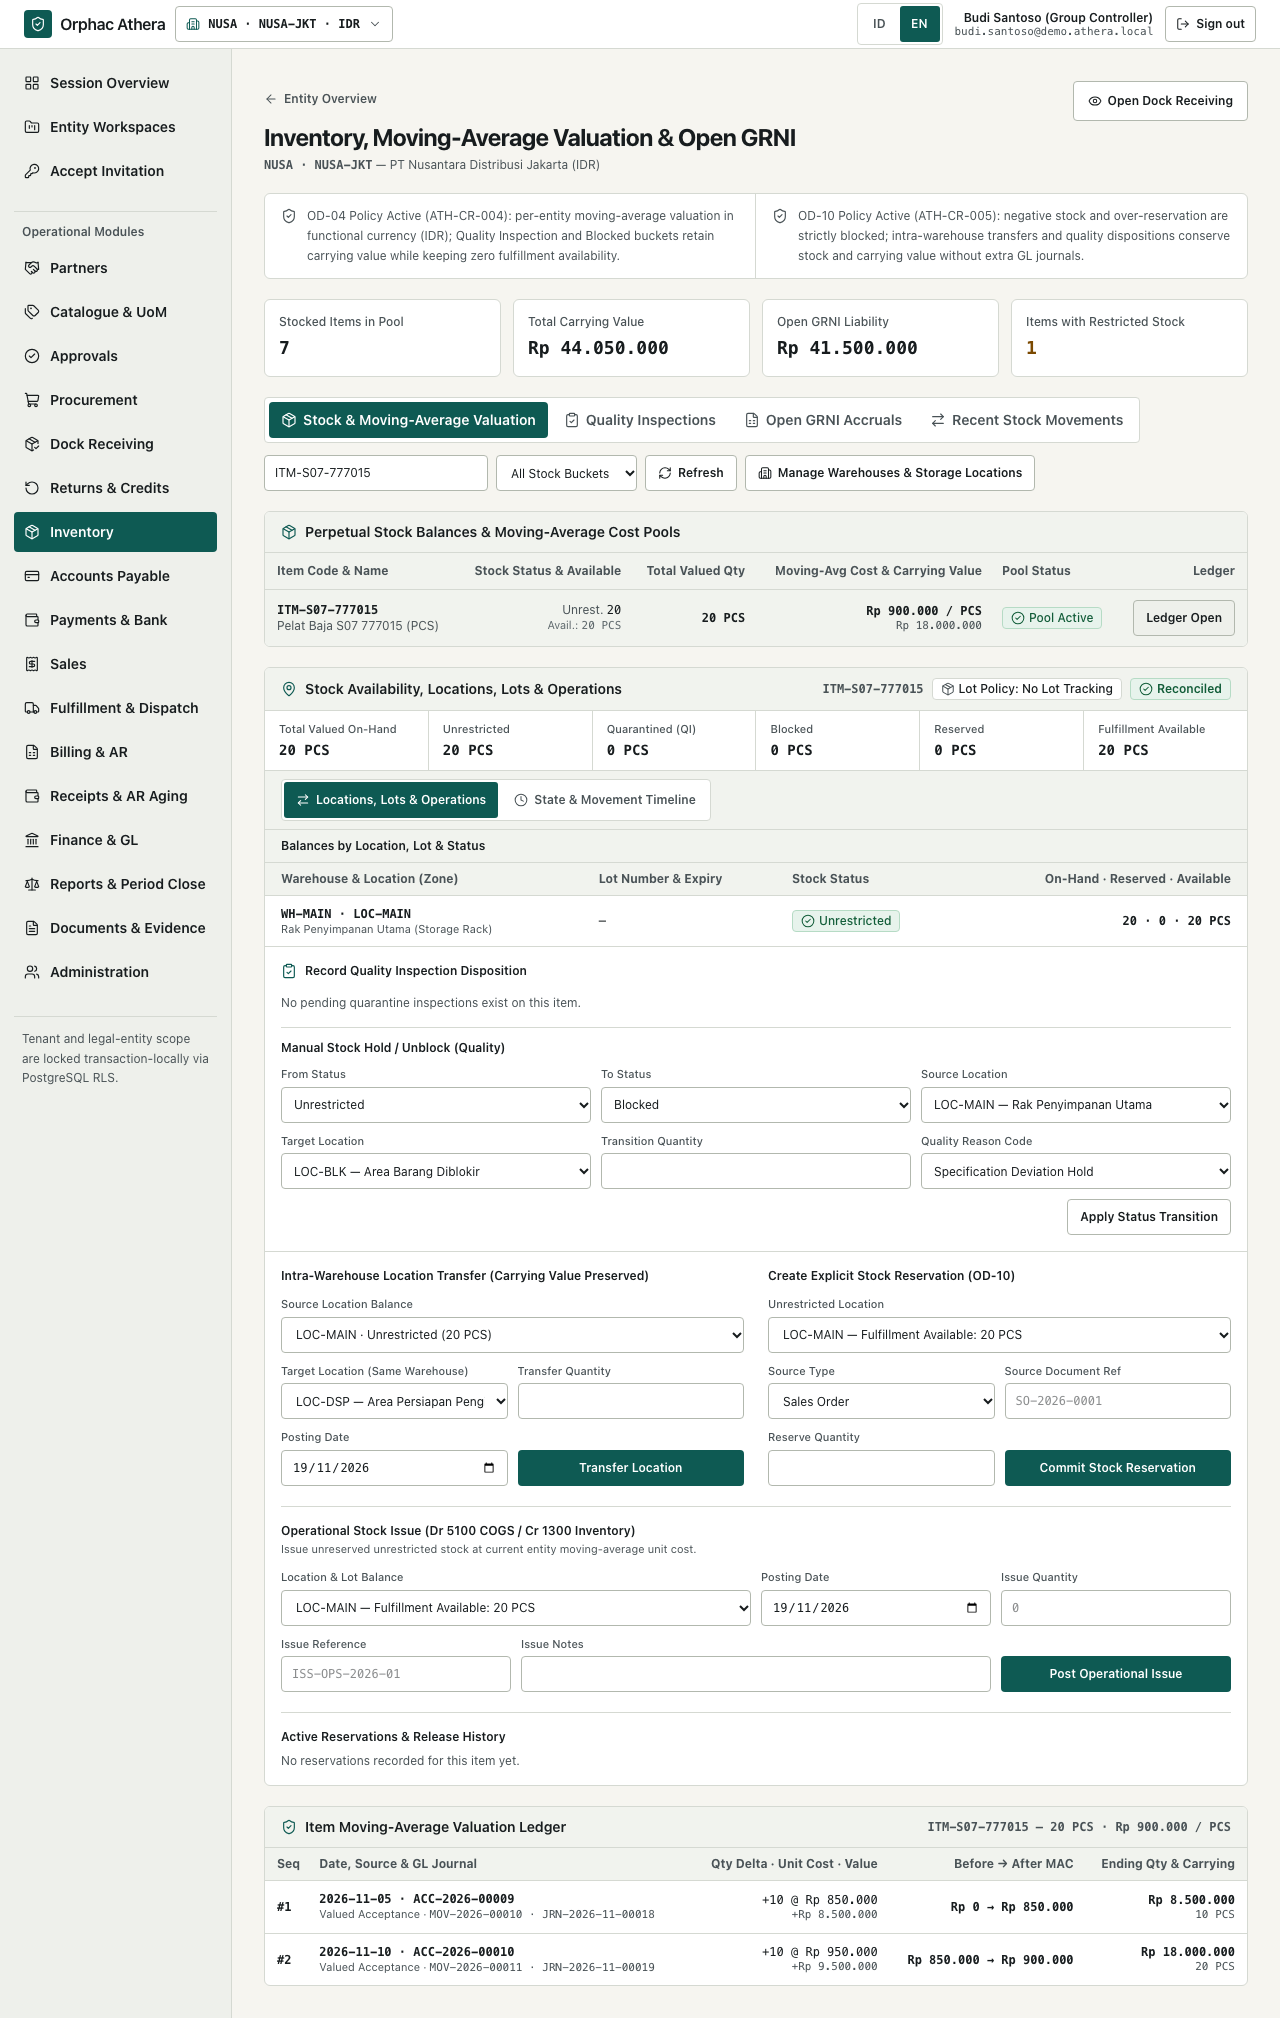 Orphac Athera
NUSA · NUSA-JKT · IDR
ID
EN
Budi Santoso (Group Controller)
budi.santoso@demo.athera.local
Sign out
Session Overview
Entity Workspaces
Accept Invitation
Operational Modules
Partners
Catalogue & UoM
Approvals
Procurement
Dock Receiving
Returns & Credits
Inventory
Accounts Payable
Payments & Bank
Sales
Fulfillment & Dispatch
Billing & AR
Receipts & AR Aging
Finance & GL
Reports & Period Close
Documents & Evidence
Administration
Tenant and legal-entity scope
are locked transaction-locally via
PostgreSQL RLS.
← Entity Overview
Open Dock Receiving
Inventory, Moving-Average Valuation & Open GRNI
NUSA · NUSA-JKT — PT Nusantara Distribusi Jakarta (IDR)
OD-04 Policy Active (ATH-CR-004): per-entity moving-average valuation in
functional currency (IDR); Quality Inspection and Blocked buckets retain
carrying value while keeping zero fulfillment availability.
OD-10 Policy Active (ATH-CR-005): negative stock and over-reservation are
strictly blocked; intra-warehouse transfers and quality dispositions conserve
stock and carrying value without extra GL journals.
Stocked Items in Pool
7
Total Carrying Value
Rp 44.050.000
Open GRNI Liability
Rp 41.500.000
Items with Restricted Stock
1
Stock & Moving-Average Valuation
Quality Inspections
Open GRNI Accruals
Recent Stock Movements
ITM-S07-777015
All Stock Buckets
Refresh
Manage Warehouses & Storage Locations
Perpetual Stock Balances & Moving-Average Cost Pools
Item Code & Name Stock Status & Available Total Valued Qty Moving-Avg Cost & Carrying Value Pool Status Ledger
ITM-S07-777015
Pelat Baja S07 777015 (PCS)
Unrest. 20
Avail.: 20 PCS
20 PCS
Rp 900.000 / PCS
Rp 18.000.000
Pool Active
Ledger Open
Stock Availability, Locations, Lots & Operations
ITM-S07-777015
Lot Policy: No Lot Tracking
Reconciled
Total Valued On-Hand
20 PCS
Unrestricted
20 PCS
Quarantined (QI)
0 PCS
Blocked
0 PCS
Reserved
0 PCS
Fulfillment Available
20 PCS
Locations, Lots & Operations
State & Movement Timeline
Balances by Location, Lot & Status
Warehouse & Location (Zone) Lot Number & Expiry Stock Status On-Hand · Reserved · Available
WH-MAIN · LOC-MAIN
Rak Penyimpanan Utama (Storage Rack)
—
Unrestricted
20 · 0 · 20 PCS
Record Quality Inspection Disposition
No pending quarantine inspections exist on this item.
Manual Stock Hold / Unblock (Quality)
From Status
Unrestricted
To Status
Blocked
Source Location
LOC-MAIN — Rak Penyimpanan Utama
Target Location
LOC-BLK — Area Barang Diblokir
Transition Quantity
Quality Reason Code
Specification Deviation Hold
Apply Status Transition
Intra-Warehouse Location Transfer (Carrying Value Preserved)
Source Location Balance
LOC-MAIN · Unrestricted (20 PCS)
Target Location (Same Warehouse)
LOC-DSP — Area Persiapan Peng
Transfer Quantity
Posting Date
19/11/2026
Transfer Location
Create Explicit Stock Reservation (OD-10)
Unrestricted Location
LOC-MAIN — Fulfillment Available: 20 PCS
Source Type
Sales Order
Source Document Ref
SO-2026-0001
Reserve Quantity
Commit Stock Reservation
Operational Stock Issue (Dr 5100 COGS / Cr 1300 Inventory)
Issue unreserved unrestricted stock at current entity moving-average unit cost.
Location & Lot Balance
LOC-MAIN — Fulfillment Available: 20 PCS
Posting Date
19/11/2026
Issue Quantity
0
Issue Reference
ISS-OPS-2026-01
Issue Notes
Post Operational Issue
Active Reservations & Release History
No reservations recorded for this item yet.
Item Moving-Average Valuation Ledger
ITM-S07-777015 — 20 PCS · Rp 900.000 / PCS
Seq Date, Source & GL Journal Qty Delta · Unit Cost · Value Before → After MAC Ending Qty & Carrying
#1
2026-11-05 · ACC-2026-00009
Valued Acceptance · MOV-2026-00010 · JRN-2026-11-00018
+10 @ Rp 850.000
+Rp 8.500.000
Rp 0 → Rp 850.000
Rp 8.500.000
10 PCS
#2
2026-11-10 · ACC-2026-00010
Valued Acceptance · MOV-2026-00011 · JRN-2026-11-00019
+10 @ Rp 950.000
+Rp 9.500.000
Rp 850.000 → Rp 900.000
Rp 18.000.000
20 PCS